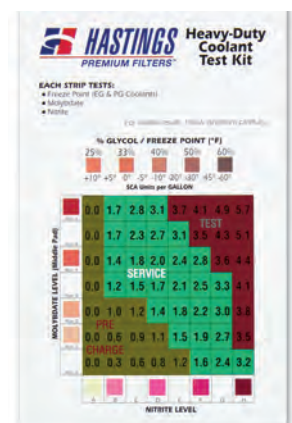 HASTINGS
PREMIUM FILTERS
Heavy-Duty
Coolant
Test Kit
EACH STRIP TESTS:
• Freeze Point (EG & PG Coolants)
• Molybdate
• Nitrite
% GLYCOL / FREEZE POINT (°F)
25% 33% 40% 50% 60%
+10° +5° 0° -5° -10° -20° -30° -45° -60°
SCA Units per GALLON
MOLYBDATE LEVEL (Middle Pad)
0.0 1.7 2.8 3.1 3.7 4.1 4.9 5.7
TEST
0.0 1.7 2.3 2.7 3.1 3.5 4.3 5.1
0.0 1.4 1.8 2.0 2.4 2.8 3.6 4.4
SERVICE
0.0 1.2 1.5 1.7 2.1 2.5 3.3 4.1
0.0 1.0 1.2 1.4 1.8 2.2 3.0 3.8
PRE
0.0 0.6 0.9 1.1 1.5 1.9 2.7 3.5
CHARGE
0.0 0.3 0.6 0.8 1.2 1.6 2.4 3.2
NITRITE LEVEL